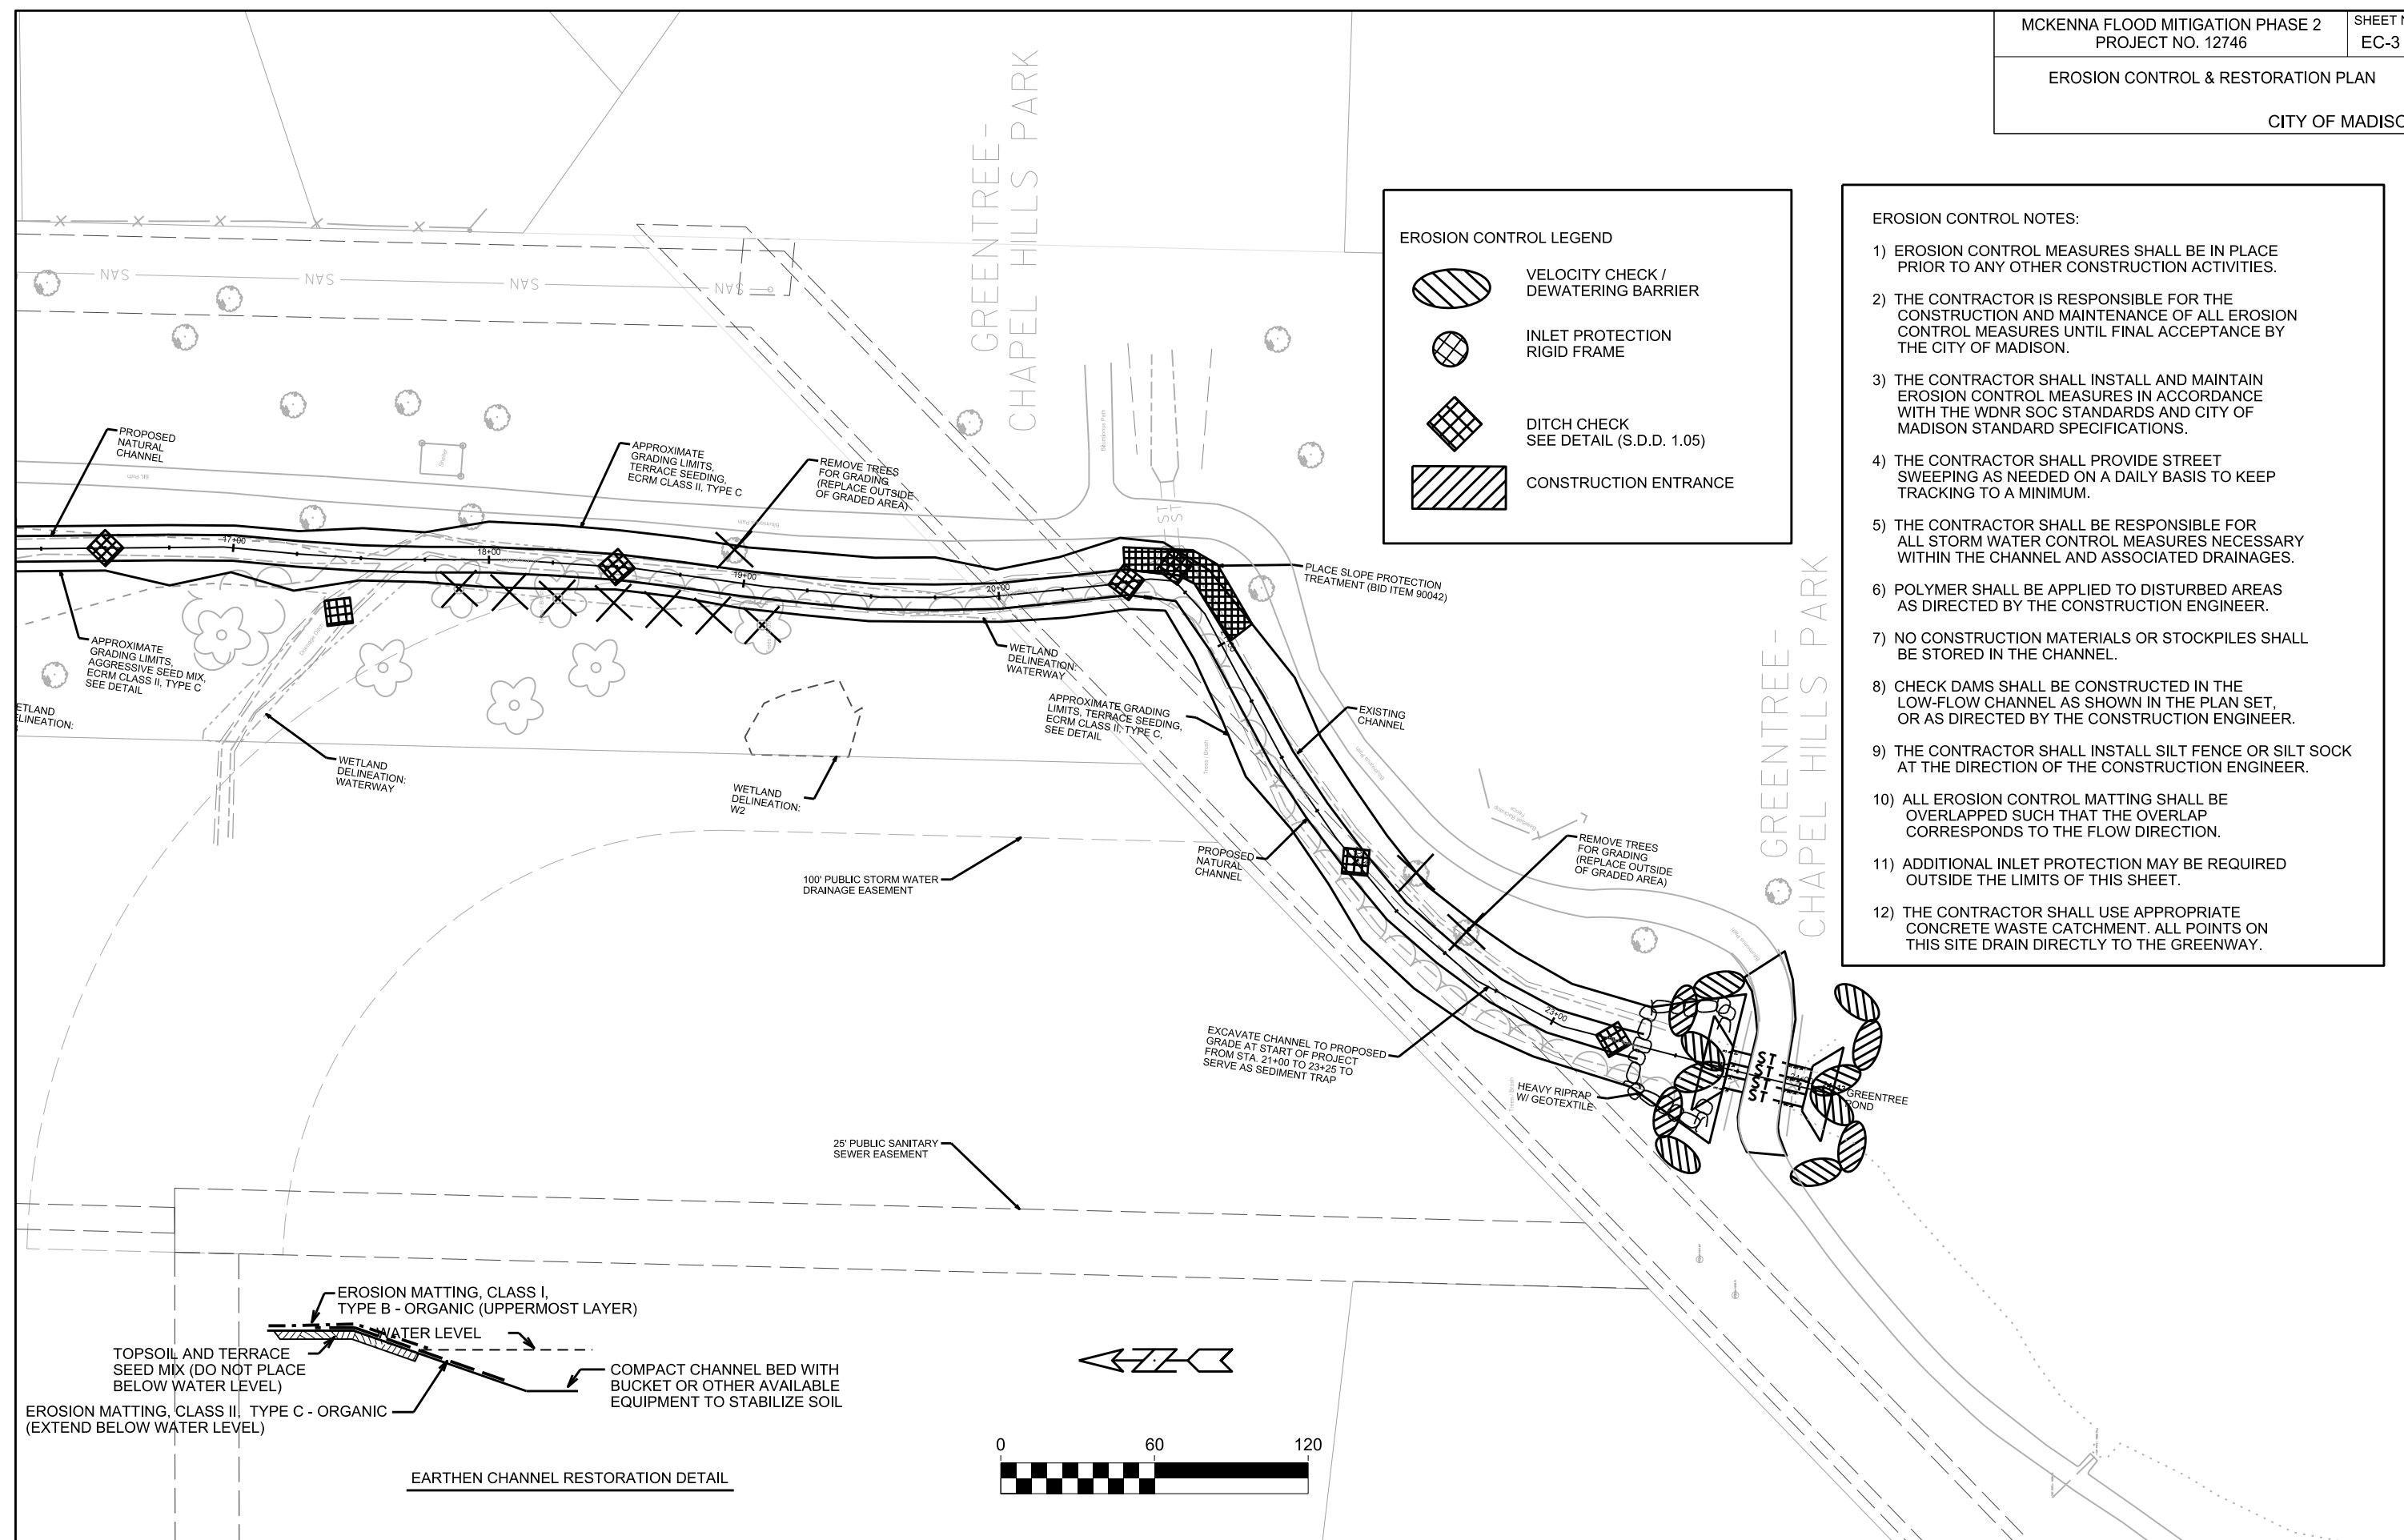 MCKENNA FLOOD MITIGATION PHASE 2
PROJECT NO. 12746
SHEET N
EC-3
EROSION CONTROL & RESTORATION PLAN
CITY OF MADISO
GREENTREE-
CHAPEL HILLS PARK
EROSION CONTROL LEGEND
VELOCITY CHECK /
DEWATERING BARRIER
INLET PROTECTION
RIGID FRAME
DITCH CHECK
SEE DETAIL (S.D.D. 1.05)
CONSTRUCTION ENTRANCE
EROSION CONTROL NOTES:
1) EROSION CONTROL MEASURES SHALL BE IN PLACE
PRIOR TO ANY OTHER CONSTRUCTION ACTIVITIES.
2) THE CONTRACTOR IS RESPONSIBLE FOR THE
CONSTRUCTION AND MAINTENANCE OF ALL EROSION
CONTROL MEASURES UNTIL FINAL ACCEPTANCE BY
THE CITY OF MADISON.
3) THE CONTRACTOR SHALL INSTALL AND MAINTAIN
EROSION CONTROL MEASURES IN ACCORDANCE
WITH THE WDNR SOC STANDARDS AND CITY OF
MADISON STANDARD SPECIFICATIONS.
4) THE CONTRACTOR SHALL PROVIDE STREET
SWEEPING AS NEEDED ON A DAILY BASIS TO KEEP
TRACKING TO A MINIMUM.
5) THE CONTRACTOR SHALL BE RESPONSIBLE FOR
ALL STORM WATER CONTROL MEASURES NECESSARY
WITHIN THE CHANNEL AND ASSOCIATED DRAINAGES.
6) POLYMER SHALL BE APPLIED TO DISTURBED AREAS
AS DIRECTED BY THE CONSTRUCTION ENGINEER.
7) NO CONSTRUCTION MATERIALS OR STOCKPILES SHALL
BE STORED IN THE CHANNEL.
8) CHECK DAMS SHALL BE CONSTRUCTED IN THE
LOW-FLOW CHANNEL AS SHOWN IN THE PLAN SET,
OR AS DIRECTED BY THE CONSTRUCTION ENGINEER.
9) THE CONTRACTOR SHALL INSTALL SILT FENCE OR SILT SOCK
AT THE DIRECTION OF THE CONSTRUCTION ENGINEER.
10) ALL EROSION CONTROL MATTING SHALL BE
OVERLAPPED SUCH THAT THE OVERLAP
CORRESPONDS TO THE FLOW DIRECTION.
11) ADDITIONAL INLET PROTECTION MAY BE REQUIRED
OUTSIDE THE LIMITS OF THIS SHEET.
12) THE CONTRACTOR SHALL USE APPROPRIATE
CONCRETE WASTE CATCHMENT. ALL POINTS ON
THIS SITE DRAIN DIRECTLY TO THE GREENWAY.
SAN
SAN
SAN
SAN
PROPOSED
NATURAL
CHANNEL
APPROXIMATE
GRADING LIMITS,
TERRACE SEEDING,
ECRM CLASS II, TYPE C
REMOVE TREES
FOR GRADING
(REPLACE OUTSIDE
OF GRADED AREA)
Shelter
Bituminous Path
Bituminous Path
ST
ST
17+00
18+00
19+00
20+00
PLACE SLOPE PROTECTION
TREATMENT (BID ITEM 90042)
APPROXIMATE
GRADING LIMITS,
AGGRESSIVE SEED MIX,
ECRM CLASS II, TYPE C
SEE DETAIL
ETLAND
ELINEATION:
WETLAND
DELINEATION:
WATERWAY
WETLAND
DELINEATION:
W2
WETLAND
DELINEATION:
WATERWAY
APPROXIMATE GRADING
LIMITS, TERRACE SEEDING,
ECRM CLASS II, TYPE C,
SEE DETAIL
Trees / Brush
EXISTING
CHANNEL
Bituminous Path
PROPOSED
NATURAL
CHANNEL
100' PUBLIC STORM WATER
DRAINAGE EASEMENT
REMOVE TREES
FOR GRADING
(REPLACE OUTSIDE
OF GRADED AREA)
GREENTREE-
CHAPEL HILLS PARK
Bituminous Path
23+00
EXCAVATE CHANNEL TO PROPOSED
GRADE AT START OF PROJECT
FROM STA. 21+00 TO 23+25 TO
SERVE AS SEDIMENT TRAP
HEAVY RIPRAP
W/ GEOTEXTILE
Trees / Brush
ST
ST
ST
ST
GREENTREE
POND
25' PUBLIC SANITARY
SEWER EASEMENT
EROSION MATTING, CLASS I,
TYPE B - ORGANIC (UPPERMOST LAYER)
WATER LEVEL
TOPSOIL AND TERRACE
SEED MIX (DO NOT PLACE
BELOW WATER LEVEL)
COMPACT CHANNEL BED WITH
BUCKET OR OTHER AVAILABLE
EQUIPMENT TO STABILIZE SOIL
EROSION MATTING, CLASS II, TYPE C - ORGANIC
(EXTEND BELOW WATER LEVEL)
EARTHEN CHANNEL RESTORATION DETAIL
Z
0 60 120